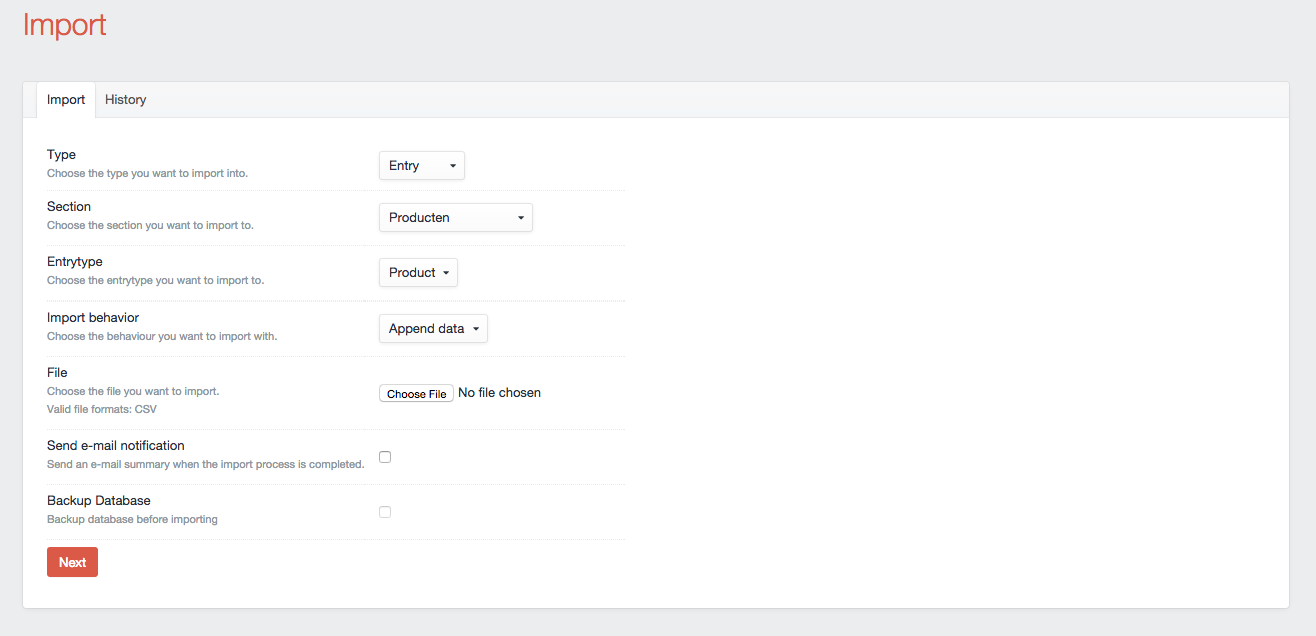 Import
Import
History
Type
Choose the type you want to import into.
Entry
Section
Choose the section you want to import to.
Producten
Entrytype
Choose the entrytype you want to import to.
Product
Import behavior
Choose the behaviour you want to import with.
Append data
File
Choose the file you want to import.
Valid file formats: CSV
Choose File No file chosen
Send e-mail notification
Send an e-mail summary when the import process is completed.
Backup Database
Backup database before importing
Next